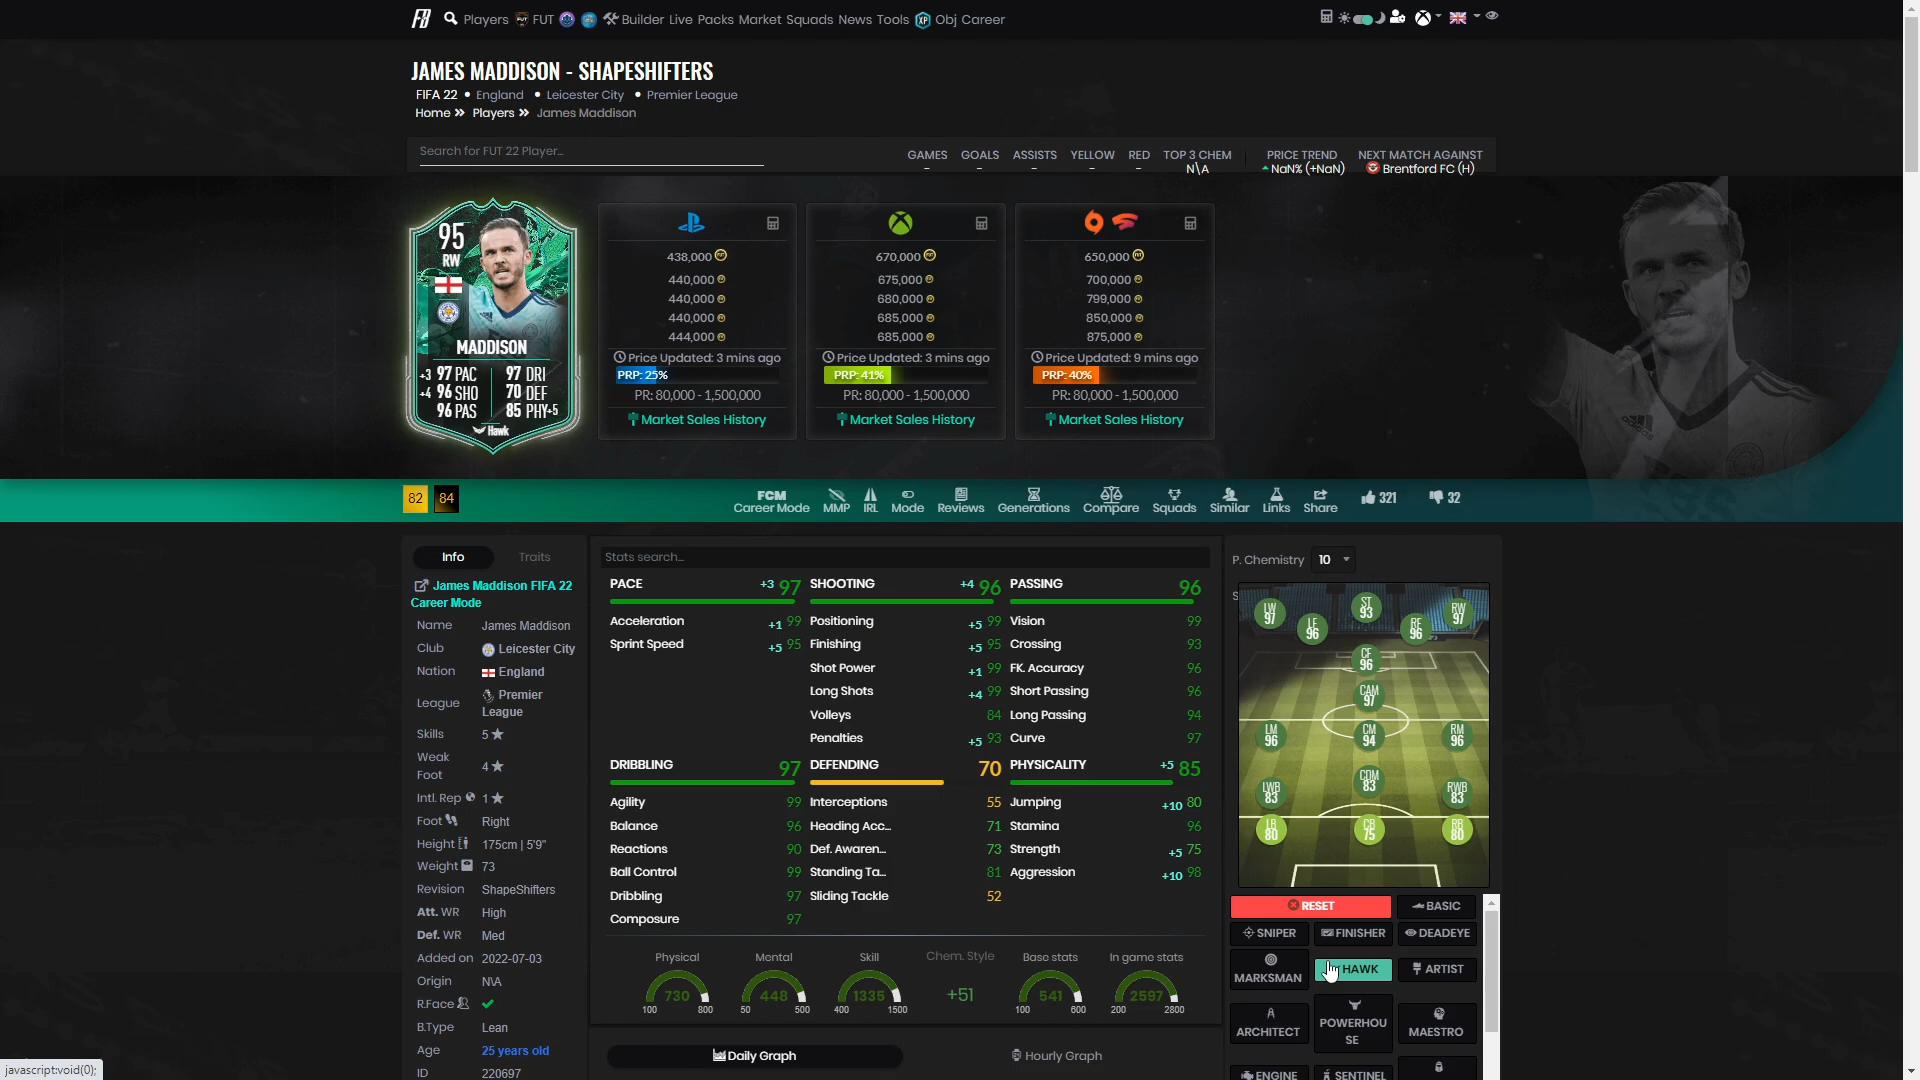 Players FUT Builder Live Packs Market Squads News Tools Obj Career
JAMES MADDISON - SHAPESHIFTERS
FIFA 22 • England • Leicester City • Premier League
Home » Players » James Maddison
Search for FUT 22 Player...
GAMES GOALS ASSISTS YELLOW RED TOP 3 CHEM PRICE TREND NEXT MATCH AGAINST
- - - - - N\A NaN% (+NaN) Brentford FC (H)
95
RW
MADDISON
+3 97 PAC 97 DRI
+4 96 SHO 70 DEF
96 PAS 85 PHY+5
Hawk
438,000
440,000
440,000
440,000
444,000
Price Updated: 3 mins ago
PRP: 25%
PR: 80,000 - 1,500,000
Market Sales History
670,000
675,000
680,000
685,000
685,000
Price Updated: 3 mins ago
PRP: 41%
PR: 80,000 - 1,500,000
Market Sales History
650,000
700,000
799,000
850,000
875,000
Price Updated: 9 mins ago
PRP: 40%
PR: 80,000 - 1,500,000
Market Sales History
82 84
FCM
Career Mode MMP IRL Mode Reviews Generations Compare Squads Similar Links Share 321 32
Info Traits
James Maddison FIFA 22
Career Mode
Name James Maddison
Club Leicester City
Nation England
League Premier
League
Skills 5
Weak
Foot 4
Intl. Rep 1
Foot Right
Height 175cm | 5'9"
Weight 73
Revision ShapeShifters
Att. WR High
Def. WR Med
Added on 2022-07-03
Origin N\A
R.Face
B.Type Lean
Age 25 years old
ID 220697
Stats search...
PACE +3 97
Acceleration +1 99
Sprint Speed +5 95
SHOOTING +4 96
Positioning +5 99
Finishing +5 95
Shot Power +1 99
Long Shots +4 99
Volleys 84
Penalties +5 93
PASSING 96
Vision 99
Crossing 93
FK. Accuracy 96
Short Passing 96
Long Passing 94
Curve 97
DRIBBLING 97
Agility 99
Balance 96
Reactions 90
Ball Control 99
Dribbling 97
Composure 97
DEFENDING 70
Interceptions 55
Heading Acc... 71
Def. Awaren... 73
Standing Ta... 81
Sliding Tackle 52
PHYSICALITY +5 85
Jumping +10 80
Stamina 96
Strength +5 75
Aggression +10 98
Physical Mental Skill Chem. Style Base stats In game stats
730 448 1335 +51 541 2597
100 800 50 500 400 1500 100 600 200 2800
Daily Graph Hourly Graph
P. Chemistry 10
S
LW
97
ST
93
RW
97
LF
96
RF
96
CF
96
CAM
97
LM
96
CM
94
RM
96
CDM
83
LWB
83
RWB
83
LB
80
CB
75
RB
80
RESET BASIC
SNIPER FINISHER DEADEYE
MARKSMAN HAWK ARTIST
ARCHITECT POWERHOU
SE MAESTRO
ENGINE SENTINEL
javascript:void(0);